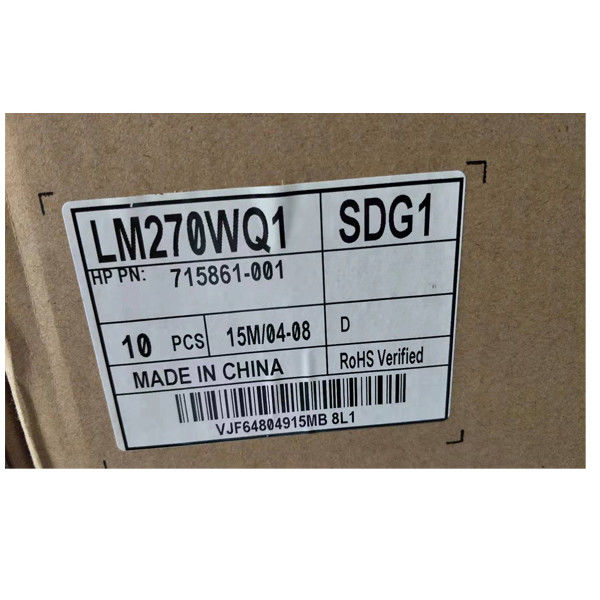 LM270WQ1 SDG1
HP PN: 715861-001
10 PCS 15M/04-08 D
MADE IN CHINA RoHS Verified
VJF64804915MB 8L1